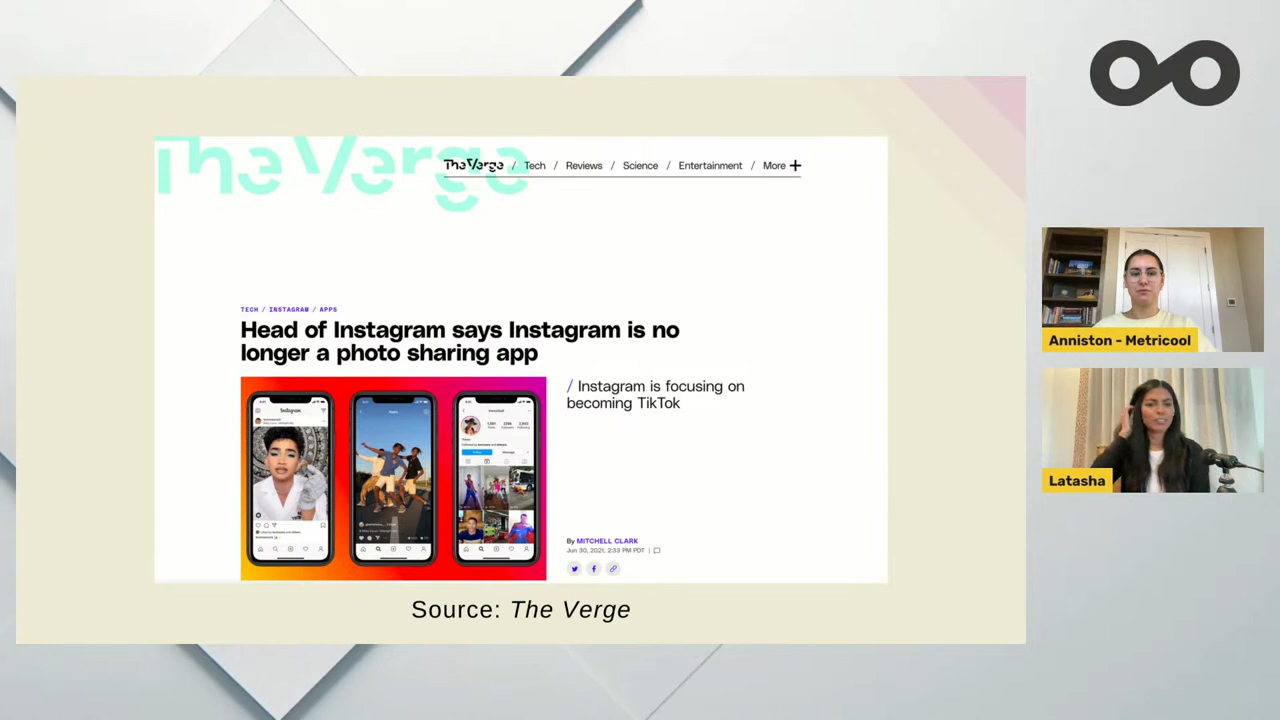 The Verge
TheVerge / Tech / Reviews / Science / Entertainment / More +
TECH / INSTAGRAM / APPS
Head of Instagram says Instagram is no
longer a photo sharing app
/ Instagram is focusing on
becoming TikTok
Instagram
By MITCHELL CLARK
Jun 30, 2021, 2:33 PM PDT |
Source: The Verge
Anniston - Metricool
Latasha